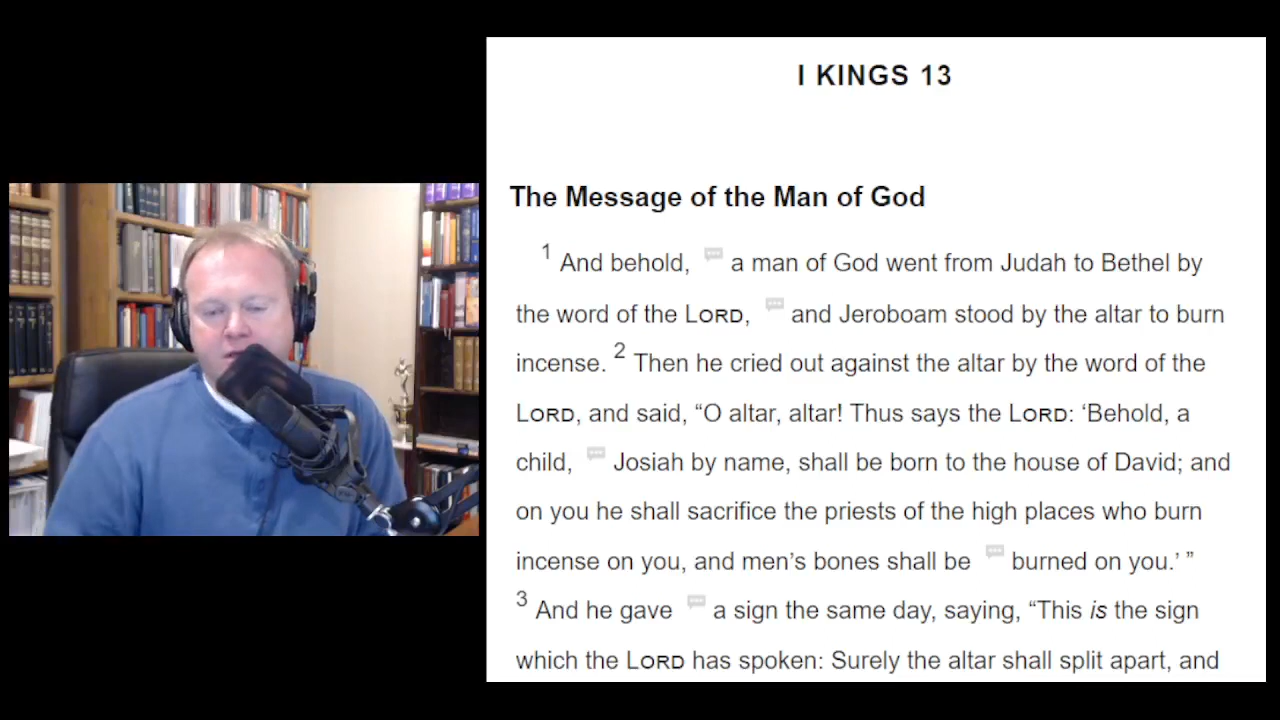 I KINGS 13
The Message of the Man of God
1 And behold, a man of God went from Judah to Bethel by
the word of the LORD, and Jeroboam stood by the altar to burn
incense. 2 Then he cried out against the altar by the word of the
LORD, and said, “O altar, altar! Thus says the LORD: ‘Behold, a
child, Josiah by name, shall be born to the house of David; and
on you he shall sacrifice the priests of the high places who burn
incense on you, and men’s bones shall be burned on you.’ ”
3 And he gave a sign the same day, saying, “This is the sign
which the LORD has spoken: Surely the altar shall split apart, and